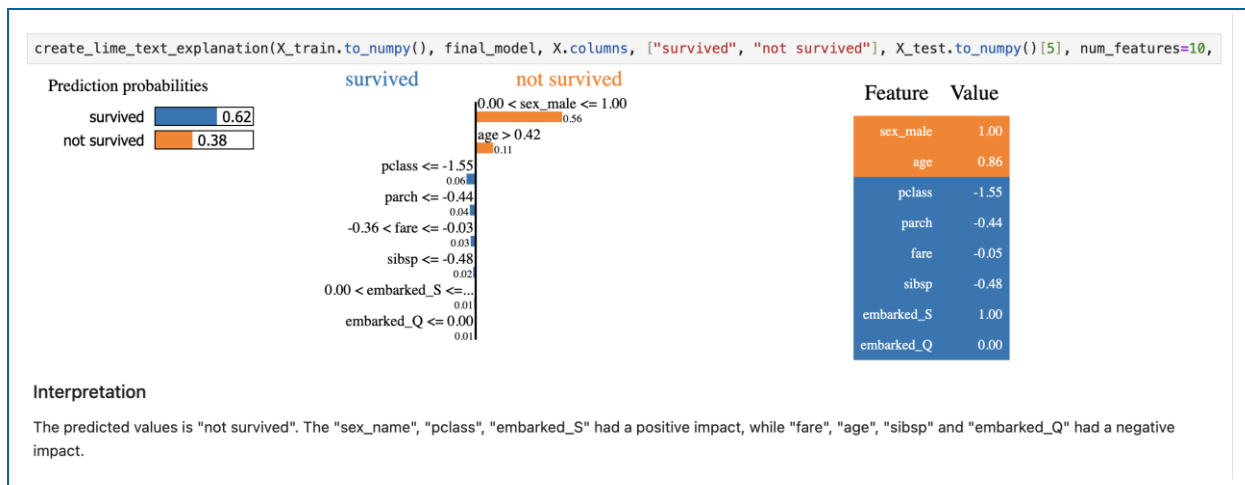 create_lime_text_explanation(X_train.to_numpy(), final_model, X.columns, ["survived", "not survived"], X_test.to_numpy()[5], num_features=10,
Prediction probabilities
survived 0.62
not survived 0.38
survived not survived
0.00 < sex_male <= 1.00
0.56
age > 0.42
0.11
pclass <= -1.55
0.06
parch <= -0.44
0.04
-0.36 < fare <= -0.03
0.03
sibsp <= -0.48
0.02
0.00 < embarked_S <=...
0.01
embarked_Q <= 0.00
0.01
Feature Value
sex_male 1.00
age 0.86
pclass -1.55
parch -0.44
fare -0.05
sibsp -0.48
embarked_S 1.00
embarked_Q 0.00
Interpretation
The predicted values is "not survived". The "sex_name", "pclass", "embarked_S" had a positive impact, while "fare", "age", "sibsp" and "embarked_Q" had a negative
impact.